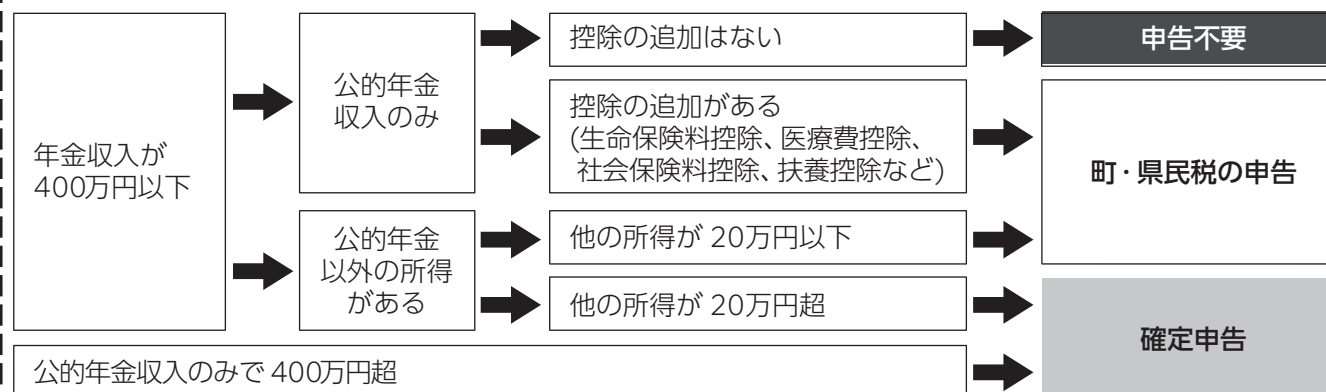 年金収入が
400万円以下
公的年金
収入のみ
控除の追加はない
申告不要
控除の追加がある
(生命保険料控除、医療費控除、
社会保険料控除、扶養控除など)
町・県民税の申告
公的年金
以外の所得
がある
他の所得が 20万円以下
他の所得が 20万円超
確定申告
公的年金収入のみで 400万円超